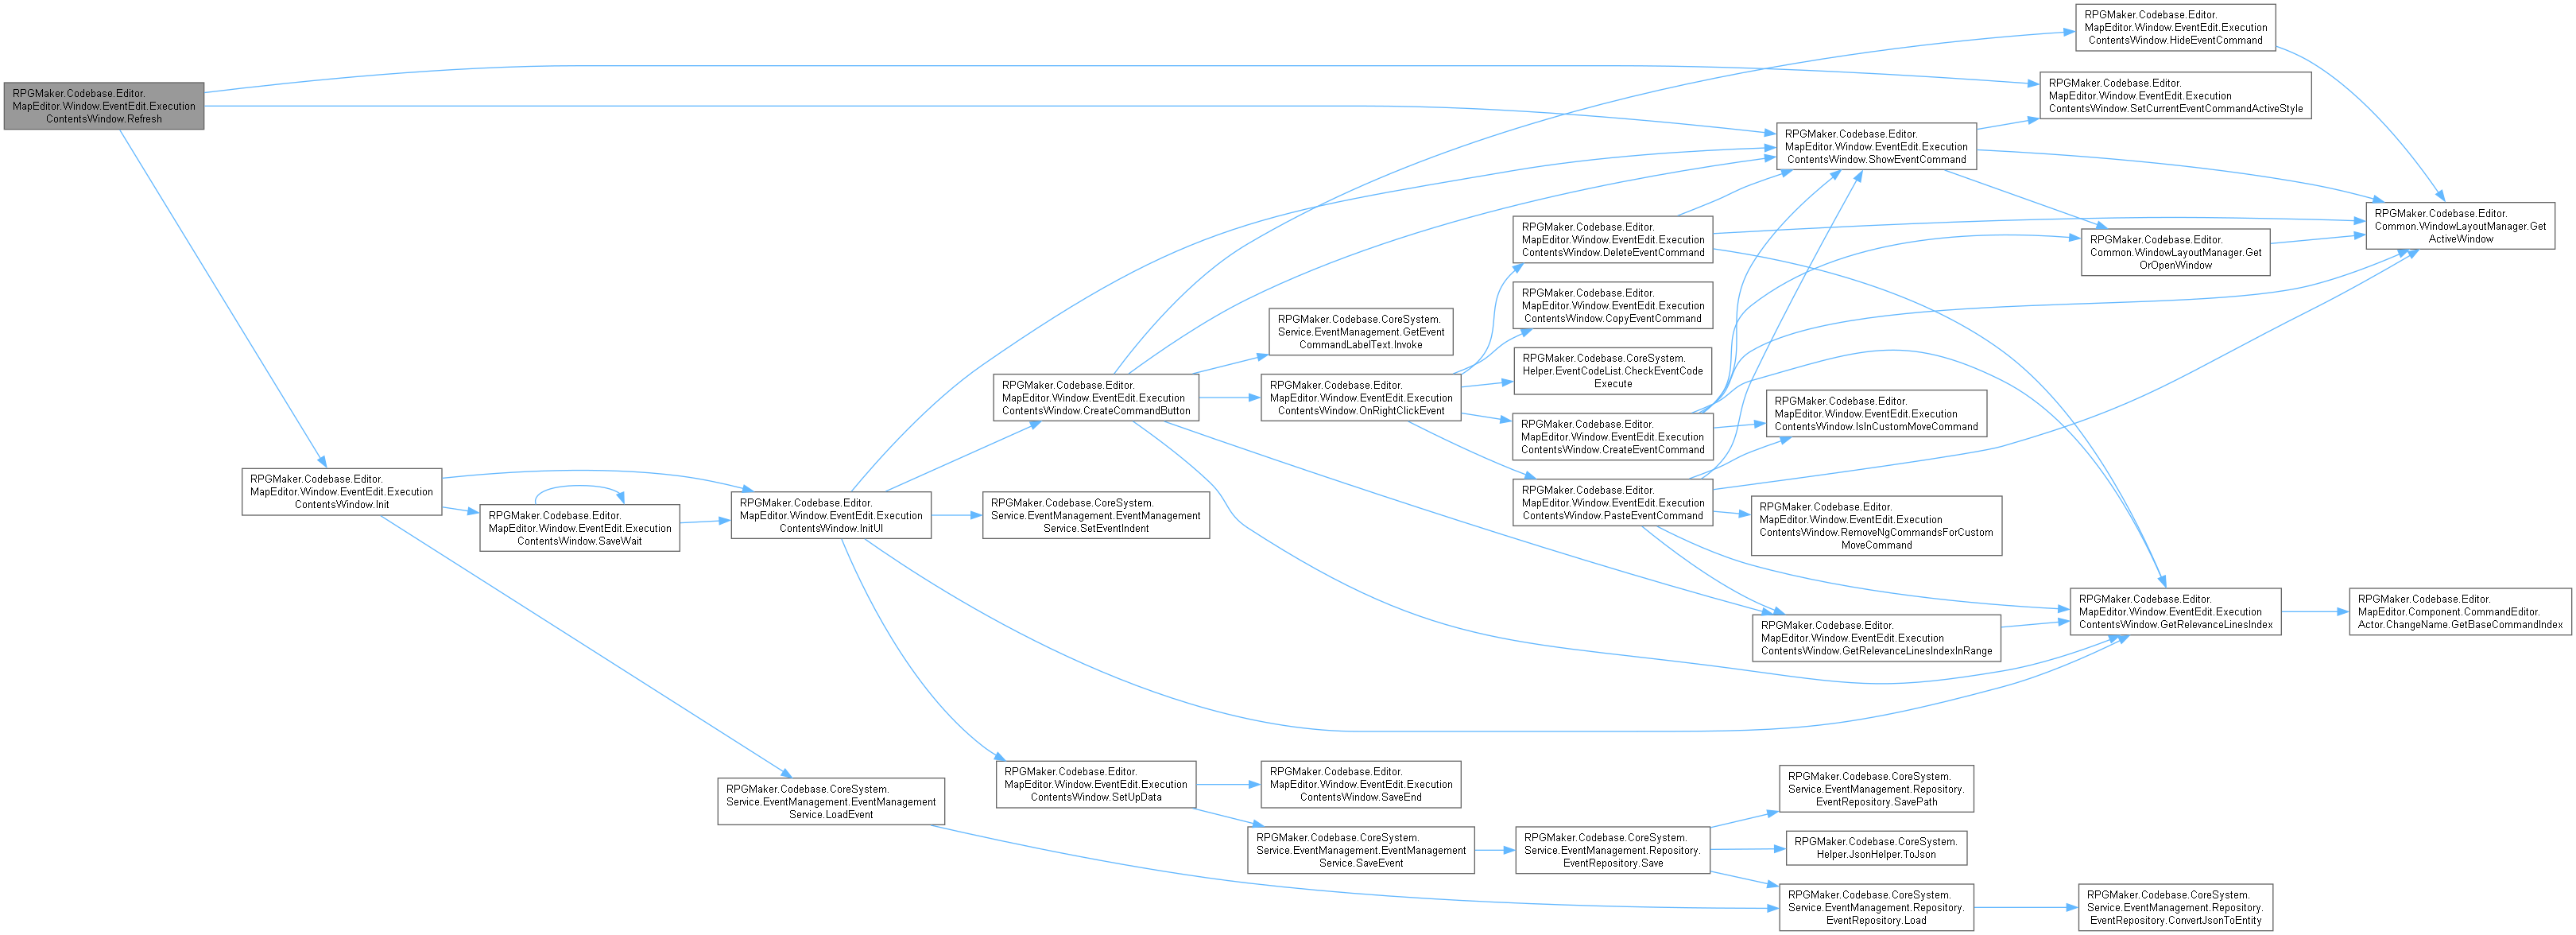 RPGMaker.Codebase.Editor.
MapEditor.Window.EventEdit.Execution
ContentsWindow.Refresh
RPGMaker.Codebase.Editor.
MapEditor.Window.EventEdit.Execution
ContentsWindow.Init
RPGMaker.Codebase.Editor.
MapEditor.Window.EventEdit.Execution
ContentsWindow.SaveWait
RPGMaker.Codebase.Editor.
MapEditor.Window.EventEdit.Execution
ContentsWindow.InitUI
RPGMaker.Codebase.CoreSystem.
Service.EventManagement.EventManagement
Service.LoadEvent
RPGMaker.Codebase.Editor.
MapEditor.Window.EventEdit.Execution
ContentsWindow.CreateCommandButton
RPGMaker.Codebase.CoreSystem.
Service.EventManagement.EventManagement
Service.SetEventIndent
RPGMaker.Codebase.Editor.
MapEditor.Window.EventEdit.Execution
ContentsWindow.SetUpData
RPGMaker.Codebase.CoreSystem.
Service.EventManagement.GetEvent
CommandLabelText.Invoke
RPGMaker.Codebase.Editor.
MapEditor.Window.EventEdit.Execution
ContentsWindow.OnRightClickEvent
RPGMaker.Codebase.Editor.
MapEditor.Window.EventEdit.Execution
ContentsWindow.SaveEnd
RPGMaker.Codebase.CoreSystem.
Service.EventManagement.EventManagement
Service.SaveEvent
RPGMaker.Codebase.Editor.
MapEditor.Window.EventEdit.Execution
ContentsWindow.DeleteEventCommand
RPGMaker.Codebase.Editor.
MapEditor.Window.EventEdit.Execution
ContentsWindow.CopyEventCommand
RPGMaker.Codebase.CoreSystem.
Helper.EventCodeList.CheckEventCode
Execute
RPGMaker.Codebase.Editor.
MapEditor.Window.EventEdit.Execution
ContentsWindow.CreateEventCommand
RPGMaker.Codebase.Editor.
MapEditor.Window.EventEdit.Execution
ContentsWindow.PasteEventCommand
RPGMaker.Codebase.CoreSystem.
Service.EventManagement.Repository.
EventRepository.Save
RPGMaker.Codebase.Editor.
MapEditor.Window.EventEdit.Execution
ContentsWindow.ShowEventCommand
RPGMaker.Codebase.Editor.
MapEditor.Window.EventEdit.Execution
ContentsWindow.IsInCustomMoveCommand
RPGMaker.Codebase.Editor.
MapEditor.Window.EventEdit.Execution
ContentsWindow.RemoveNgCommandsForCustom
MoveCommand
RPGMaker.Codebase.Editor.
MapEditor.Window.EventEdit.Execution
ContentsWindow.GetRelevanceLinesIndexInRange
RPGMaker.Codebase.CoreSystem.
Service.EventManagement.Repository.
EventRepository.SavePath
RPGMaker.Codebase.CoreSystem.
Helper.JsonHelper.ToJson
RPGMaker.Codebase.CoreSystem.
Service.EventManagement.Repository.
EventRepository.Load
RPGMaker.Codebase.Editor.
MapEditor.Window.EventEdit.Execution
ContentsWindow.HideEventCommand
RPGMaker.Codebase.Editor.
MapEditor.Window.EventEdit.Execution
ContentsWindow.SetCurrentEventCommandActiveStyle
RPGMaker.Codebase.Editor.
Common.WindowLayoutManager.Get
OrOpenWindow
RPGMaker.Codebase.Editor.
MapEditor.Window.EventEdit.Execution
ContentsWindow.GetRelevanceLinesIndex
RPGMaker.Codebase.CoreSystem.
Service.EventManagement.Repository.
EventRepository.ConvertJsonToEntity
RPGMaker.Codebase.Editor.
Common.WindowLayoutManager.Get
ActiveWindow
RPGMaker.Codebase.Editor.
MapEditor.Component.CommandEditor.
Actor.ChangeName.GetBaseCommandIndex